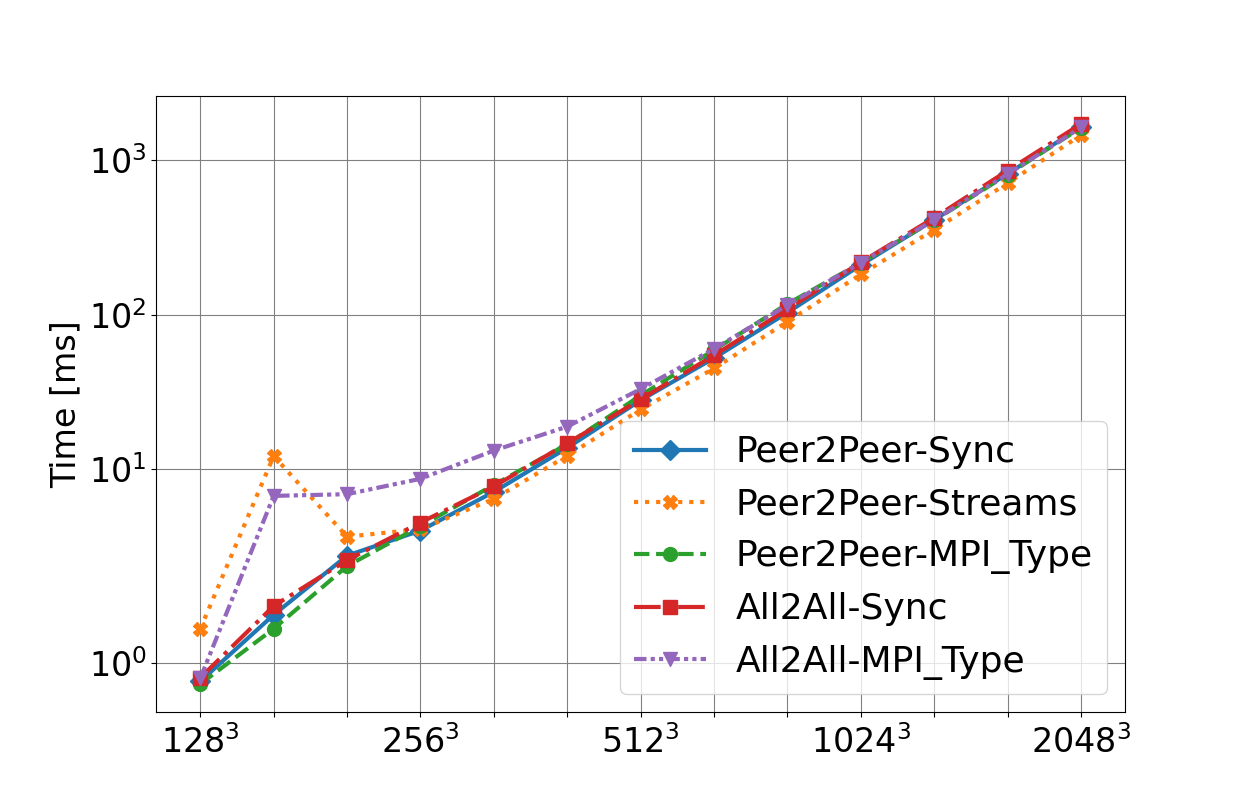 Time [ms]
10³
10²
10¹
10⁰
Peer2Peer-Sync
Peer2Peer-Streams
Peer2Peer-MPI_Type
All2All-Sync
All2All-MPI_Type
128³ 256³ 512³ 1024³ 2048³